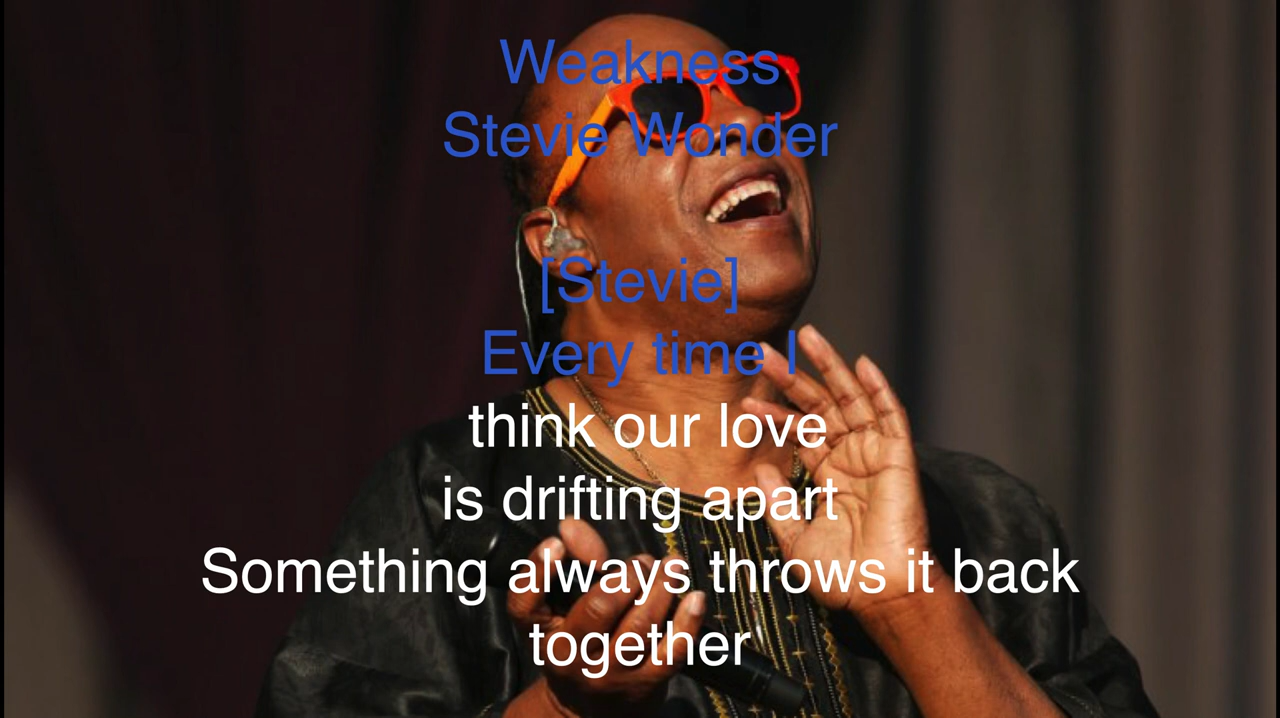 Weakness
Stevie Wonder
[Stevie]
Every time I
think our love
is drifting apart
Something always throws it back
together